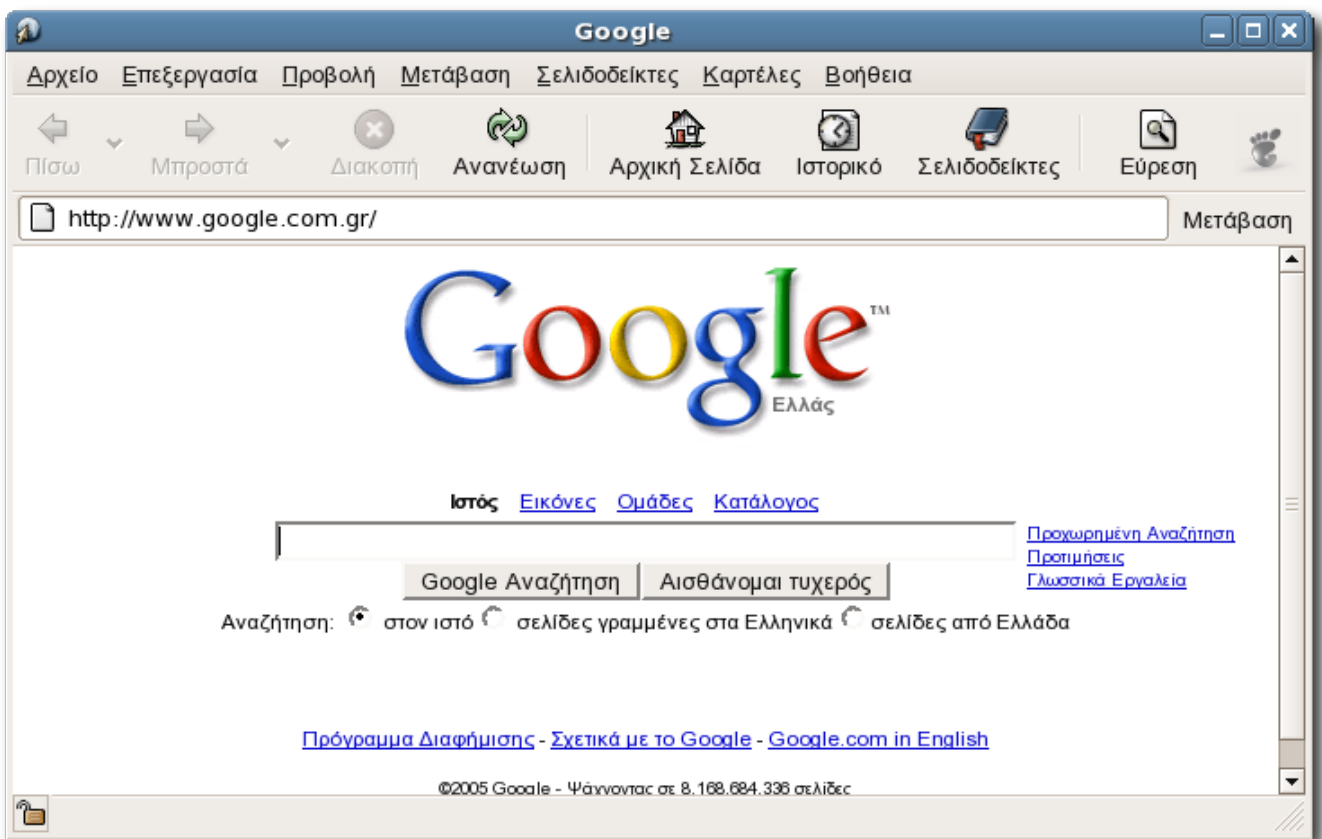 Google
Αρχείο Επεξεργασία Προβολή Μετάβαση Σελιδοδείκτες Καρτέλες Βοήθεια
Πίσω Μπροστά Διακοπή Ανανέωση Αρχική Σελίδα Ιστορικό Σελιδοδείκτες Εύρεση
http://www.google.com.gr/ Μετάβαση
Google™
Ελλάς
Ιστός Εικόνες Ομάδες Κατάλογος
Προχωρημένη Αναζήτηση
Προτιμήσεις
Γλωσσικά Εργαλεία
Google Αναζήτηση Αισθάνομαι τυχερός
Αναζήτηση: στον ιστό σελίδες γραμμένες στα Ελληνικά σελίδες από Ελλάδα
Πρόγραμμα Διαφήμισης - Σχετικά με το Google - Google.com in English
©2005 Google - Ψάχνοντας σε 8.168.684.336 σελίδες